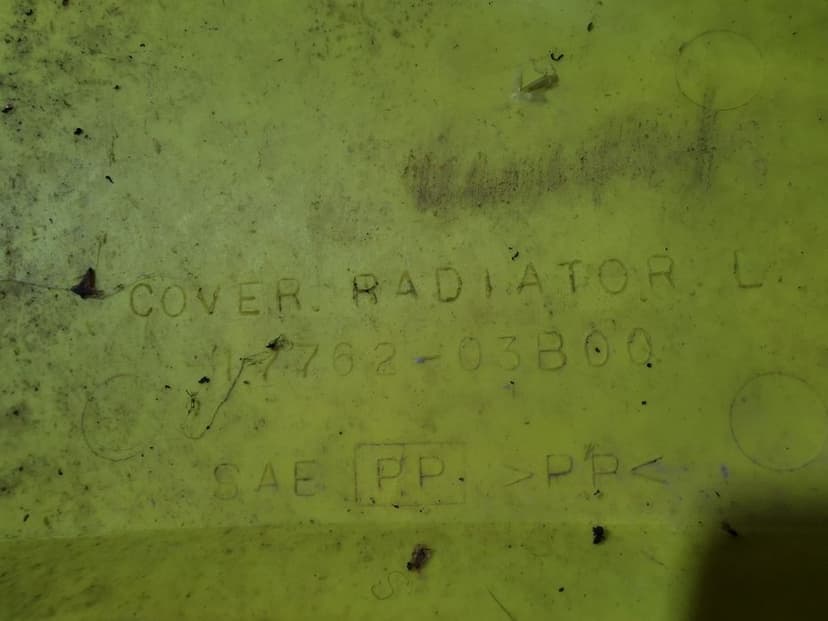 COVER. RADIATOR. L.
17762-03B00
SAE PP >PP<